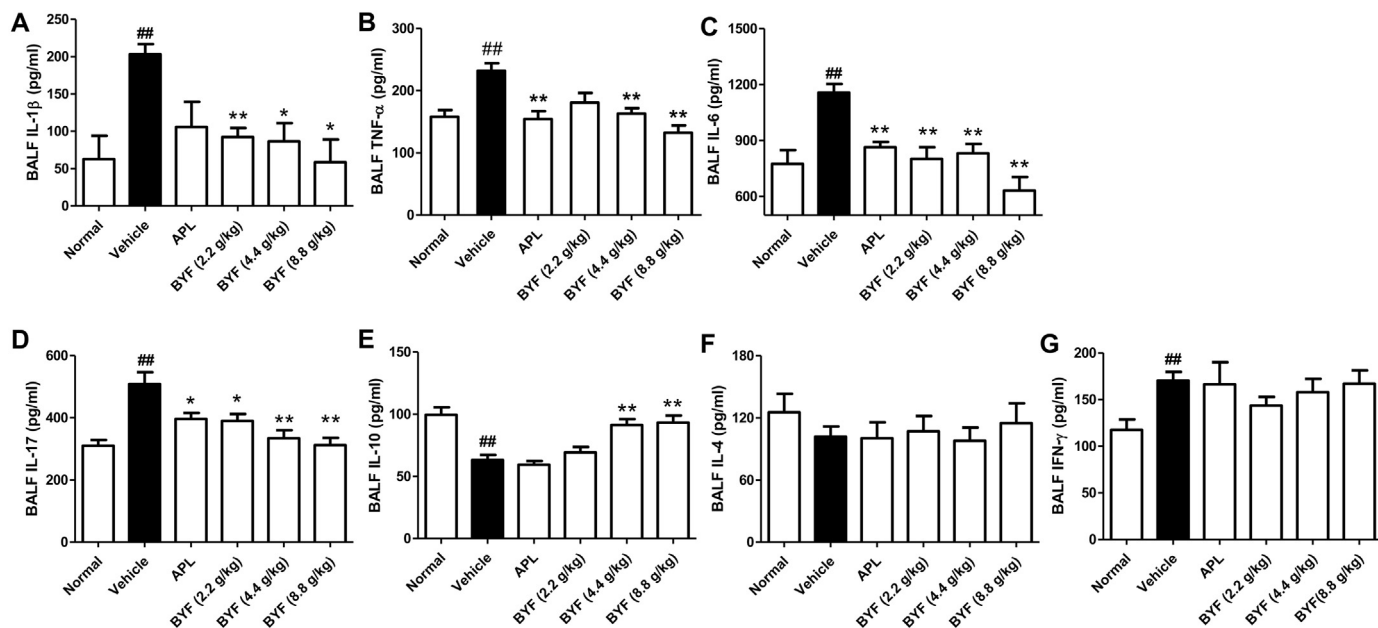 A
BALF IL-1β (pg/ml)
250
200
150
100
50
0
##
**
*
*
Normal
Vehicle
APL
BYF (2.2 g/kg)
BYF (4.4 g/kg)
BYF (8.8 g/kg)
B
BALF TNF-α (pg/ml)
300
200
100
0
##
**
**
**
Normal
Vehicle
APL
BYF (2.2 g/kg)
BYF (4.4 g/kg)
BYF (8.8 g/kg)
C
BALF IL-6 (pg/ml)
1500
1200
900
600
##
**
**
**
**
Normal
Vehicle
APL
BYF (2.2 g/kg)
BYF (4.4 g/kg)
BYF (8.8 g/kg)
D
BALF IL-17 (pg/ml)
600
400
200
0
##
*
*
**
**
Normal
Vehicle
APL
BYF (2.2 g/kg)
BYF (4.4 g/kg)
BYF (8.8 g/kg)
E
BALF IL-10 (pg/ml)
150
100
50
0
##
**
**
Normal
Vehicle
APL
BYF (2.2 g/kg)
BYF (4.4 g/kg)
BYF (8.8 g/kg)
F
BALF IL-4 (pg/ml)
180
120
60
0
Normal
Vehicle
APL
BYF (2.2 g/kg)
BYF (4.4 g/kg)
BYF (8.8 g/kg)
G
BALF IFN-γ (pg/ml)
200
150
100
50
0
##
Normal
Vehicle
APL
BYF (2.2 g/kg)
BYF (4.4 g/kg)
BYF(8.8 g/kg)